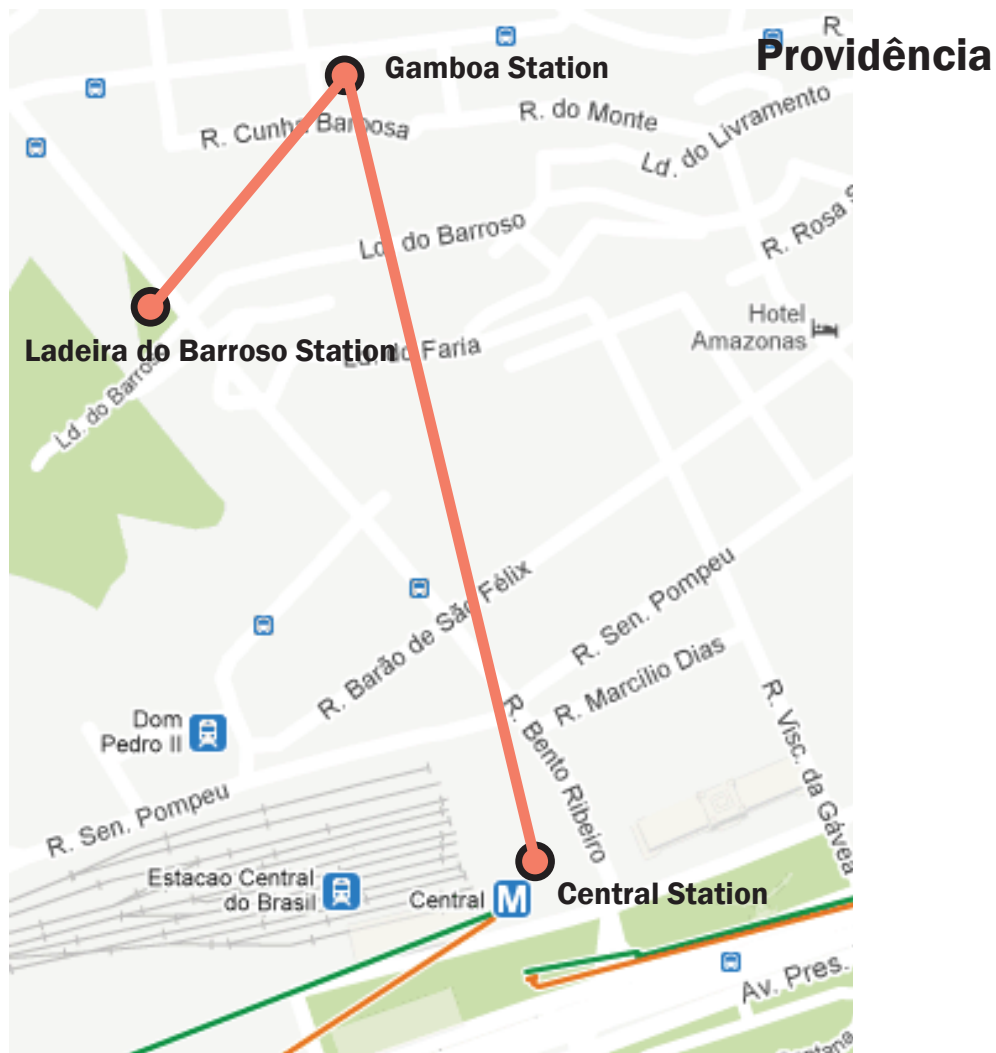 R.
Providência
Gamboa Station
R. Cunha Barbosa
R. do Monte
Ld. do Livramento
Ld. do Barroso
R. Rosa S
Hotel
Amazonas
Ladeira do Barroso Station
Ld. do Faria
Ld. do Barroso
R. Barão de São Félix
R. Sen. Pompeu
R. Marcílio Dias
Dom
Pedro II
R. Bento Ribeiro
R. Visc. da Gávea
R. Sen. Pompeu
Estacao Central
do Brasil
Central
M
Central Station
Av. Pres.